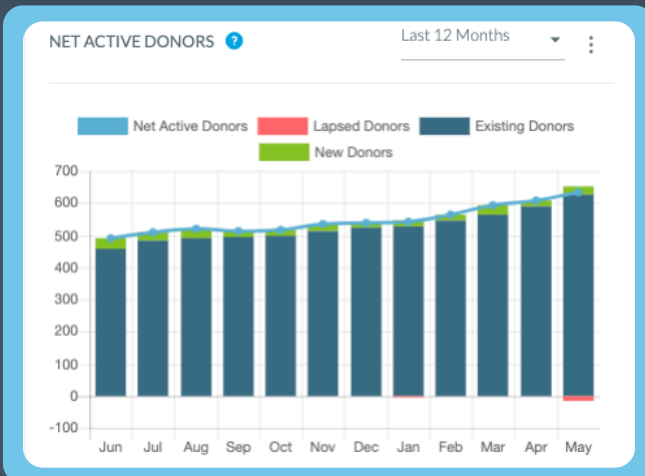 NET ACTIVE DONORS ?
Last 12 Months
Net Active Donors Lapsed Donors Existing Donors
New Donors
700
600
500
400
300
200
100
0
-100
Jun Jul Aug Sep Oct Nov Dec Jan Feb Mar Apr May